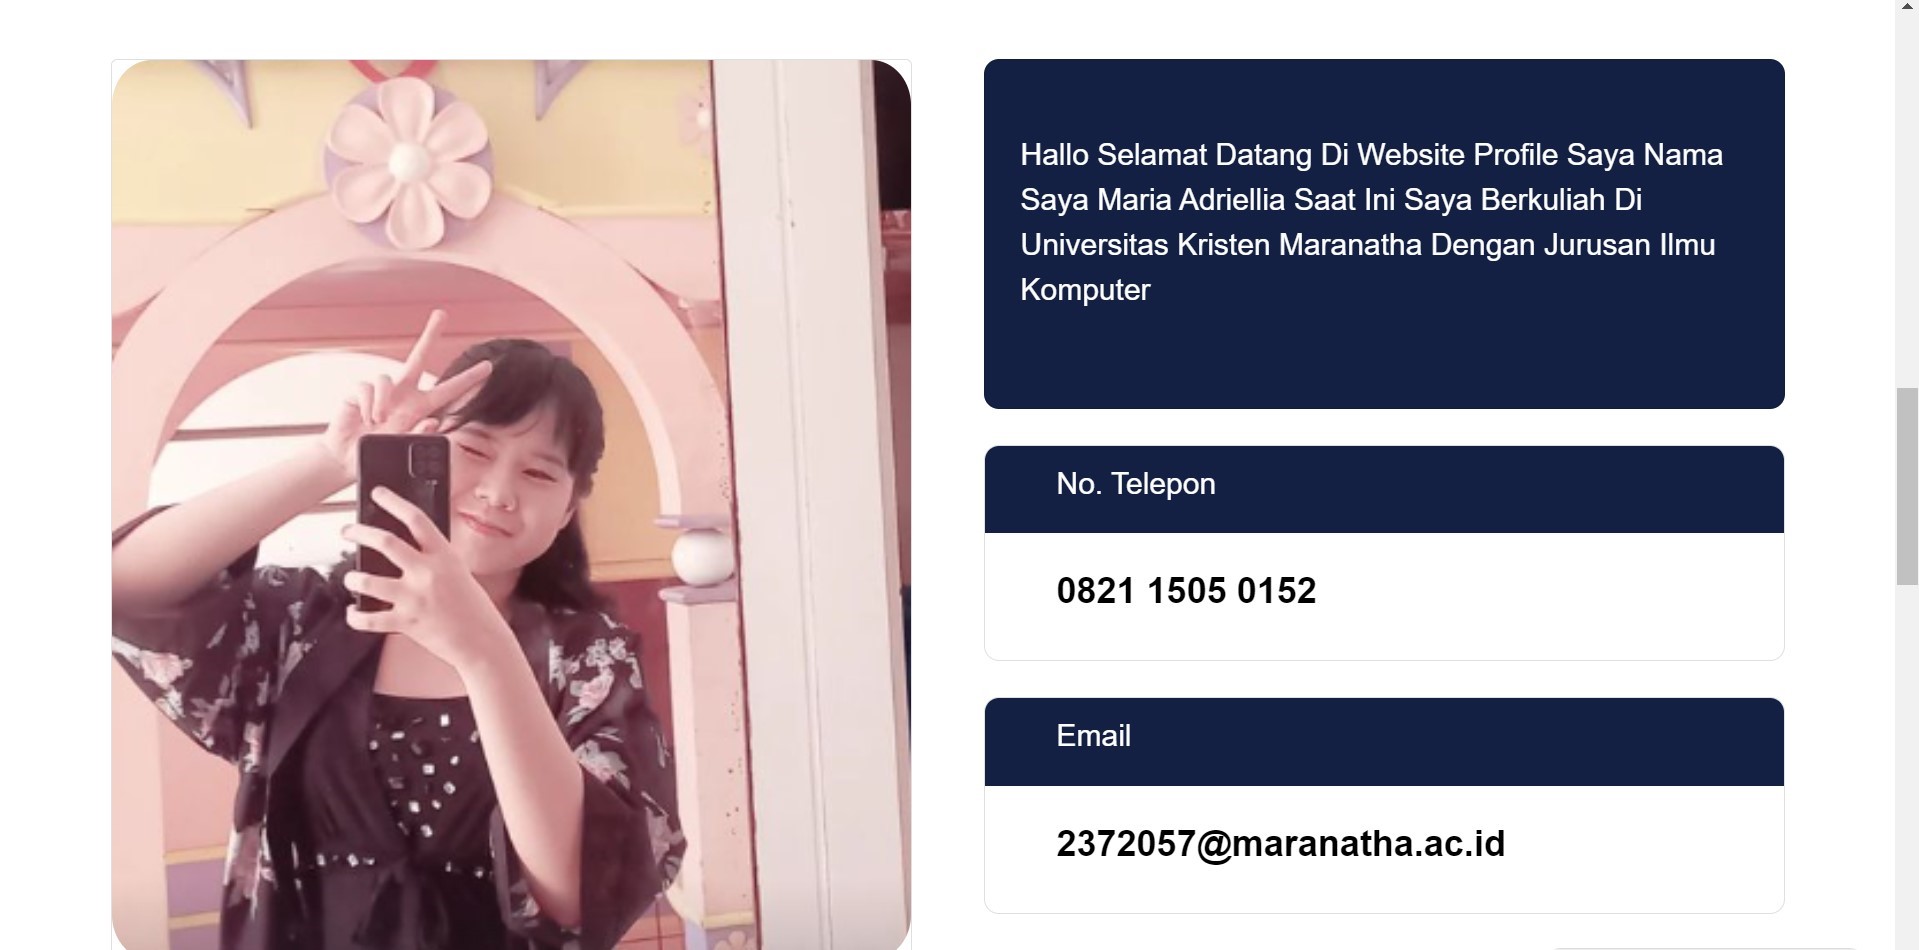 Hallo Selamat Datang Di Website Profile Saya Nama
Saya Maria Adriellia Saat Ini Saya Berkuliah Di
Universitas Kristen Maranatha Dengan Jurusan Ilmu
Komputer
No. Telepon
0821 1505 0152
Email
2372057@maranatha.ac.id